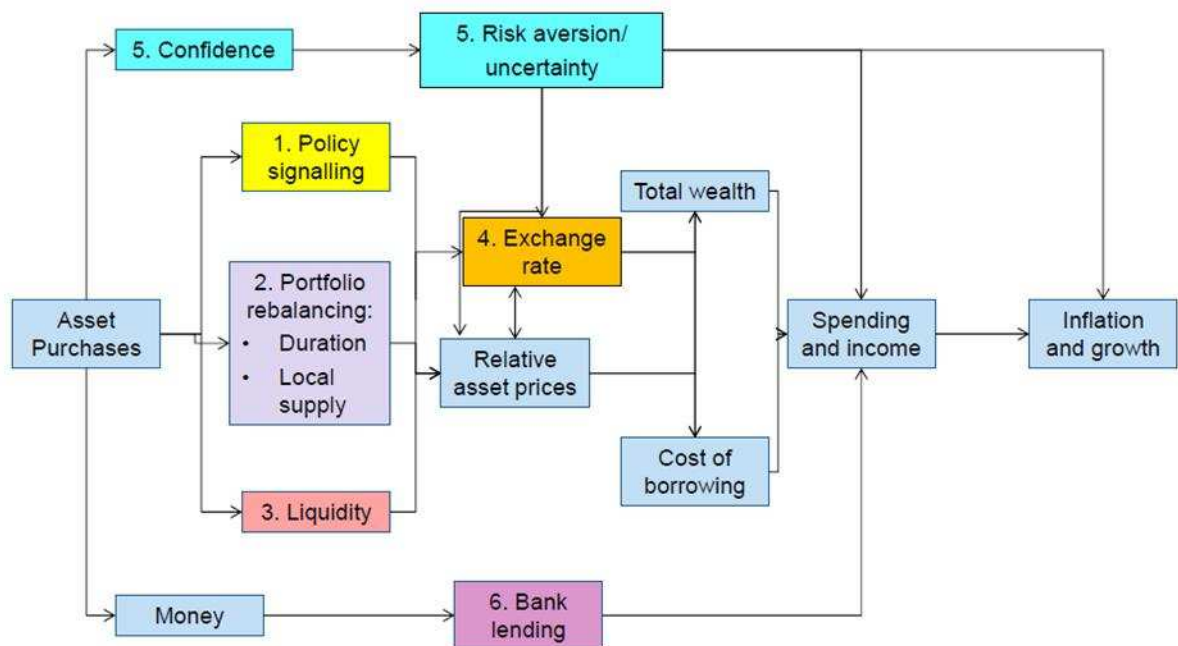 5. Confidence
5. Risk aversion/
uncertainty
1. Policy
signalling
Total wealth
4. Exchange
rate
2. Portfolio
rebalancing:
• Duration
• Local
supply
Asset
Purchases
Relative
asset prices
Spending
and income
Inflation
and growth
Cost of
borrowing
3. Liquidity
Money
6. Bank
lending